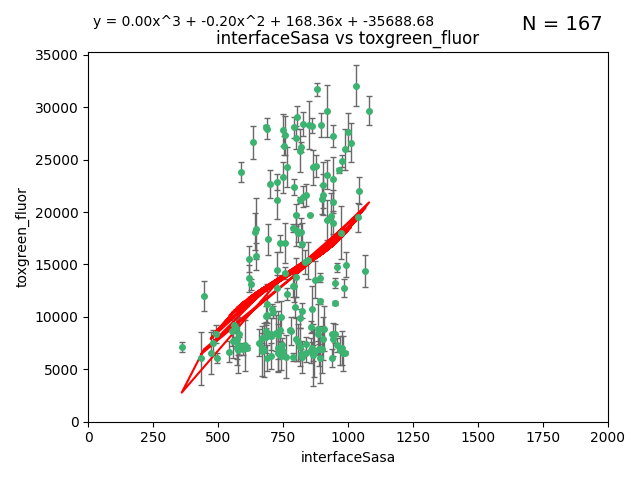 y = 0.00x^3 + -0.20x^2 + 168.36x + -35688.68
N = 167
interfaceSasa vs toxgreen_fluor
35000
30000
25000
20000
15000
10000
5000
0
toxgreen_fluor
0 250 500 750 1000 1250 1500 1750 2000
interfaceSasa